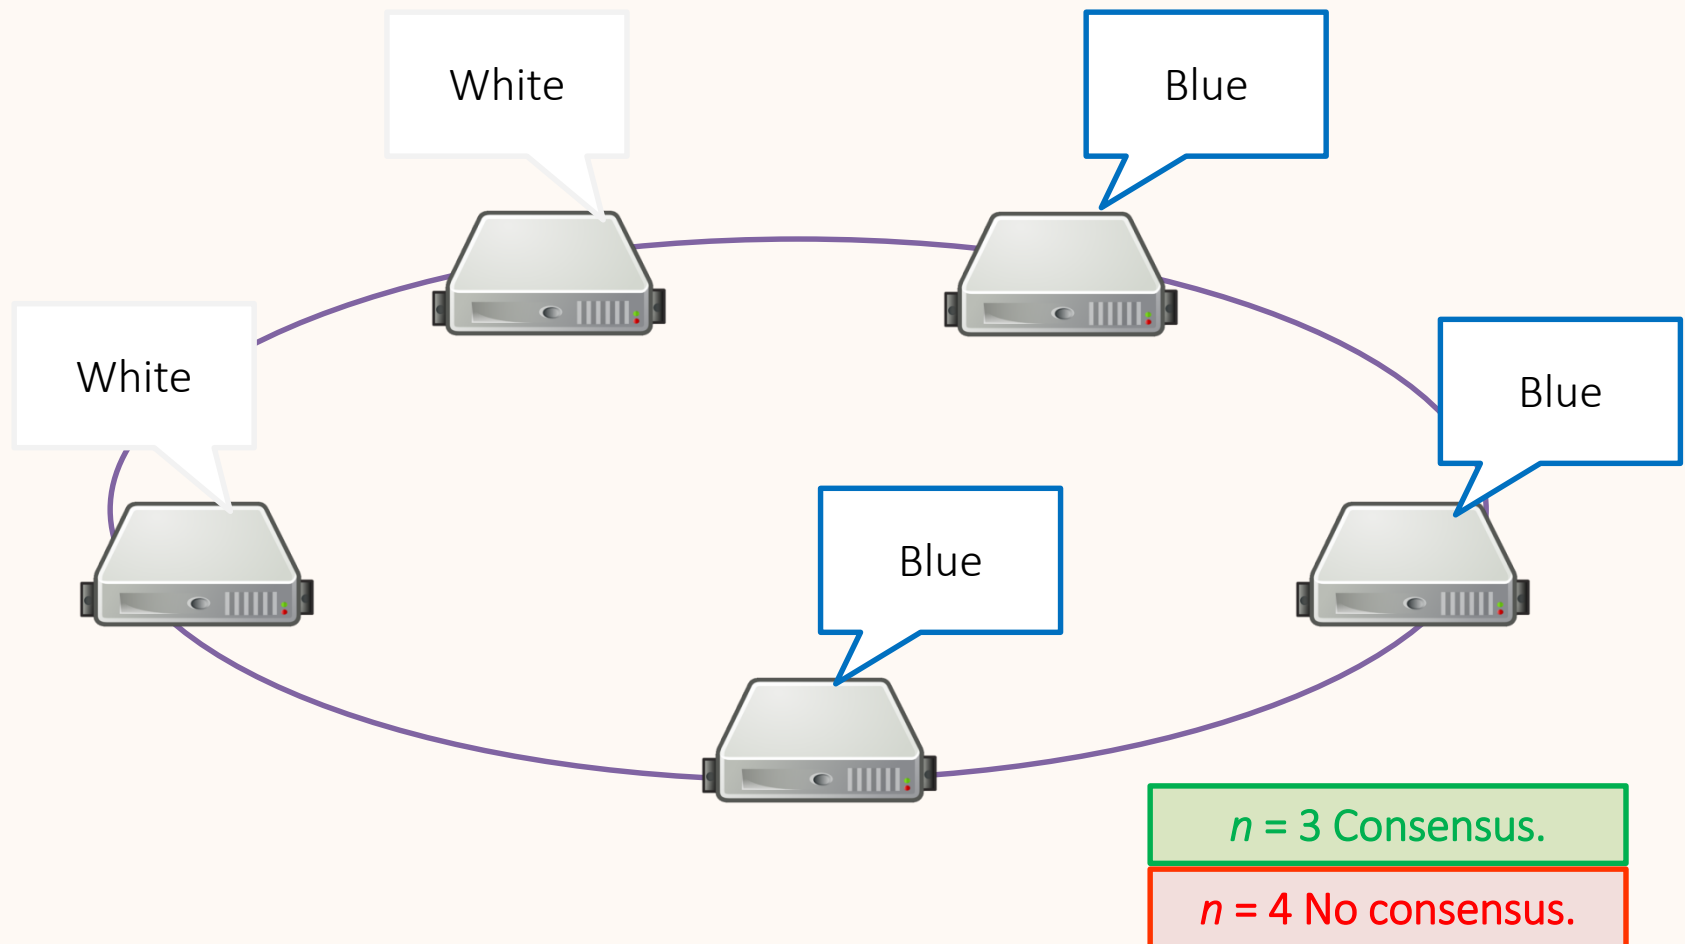 White
Blue
White
Blue
Blue
n = 3 Consensus.
n = 4 No consensus.